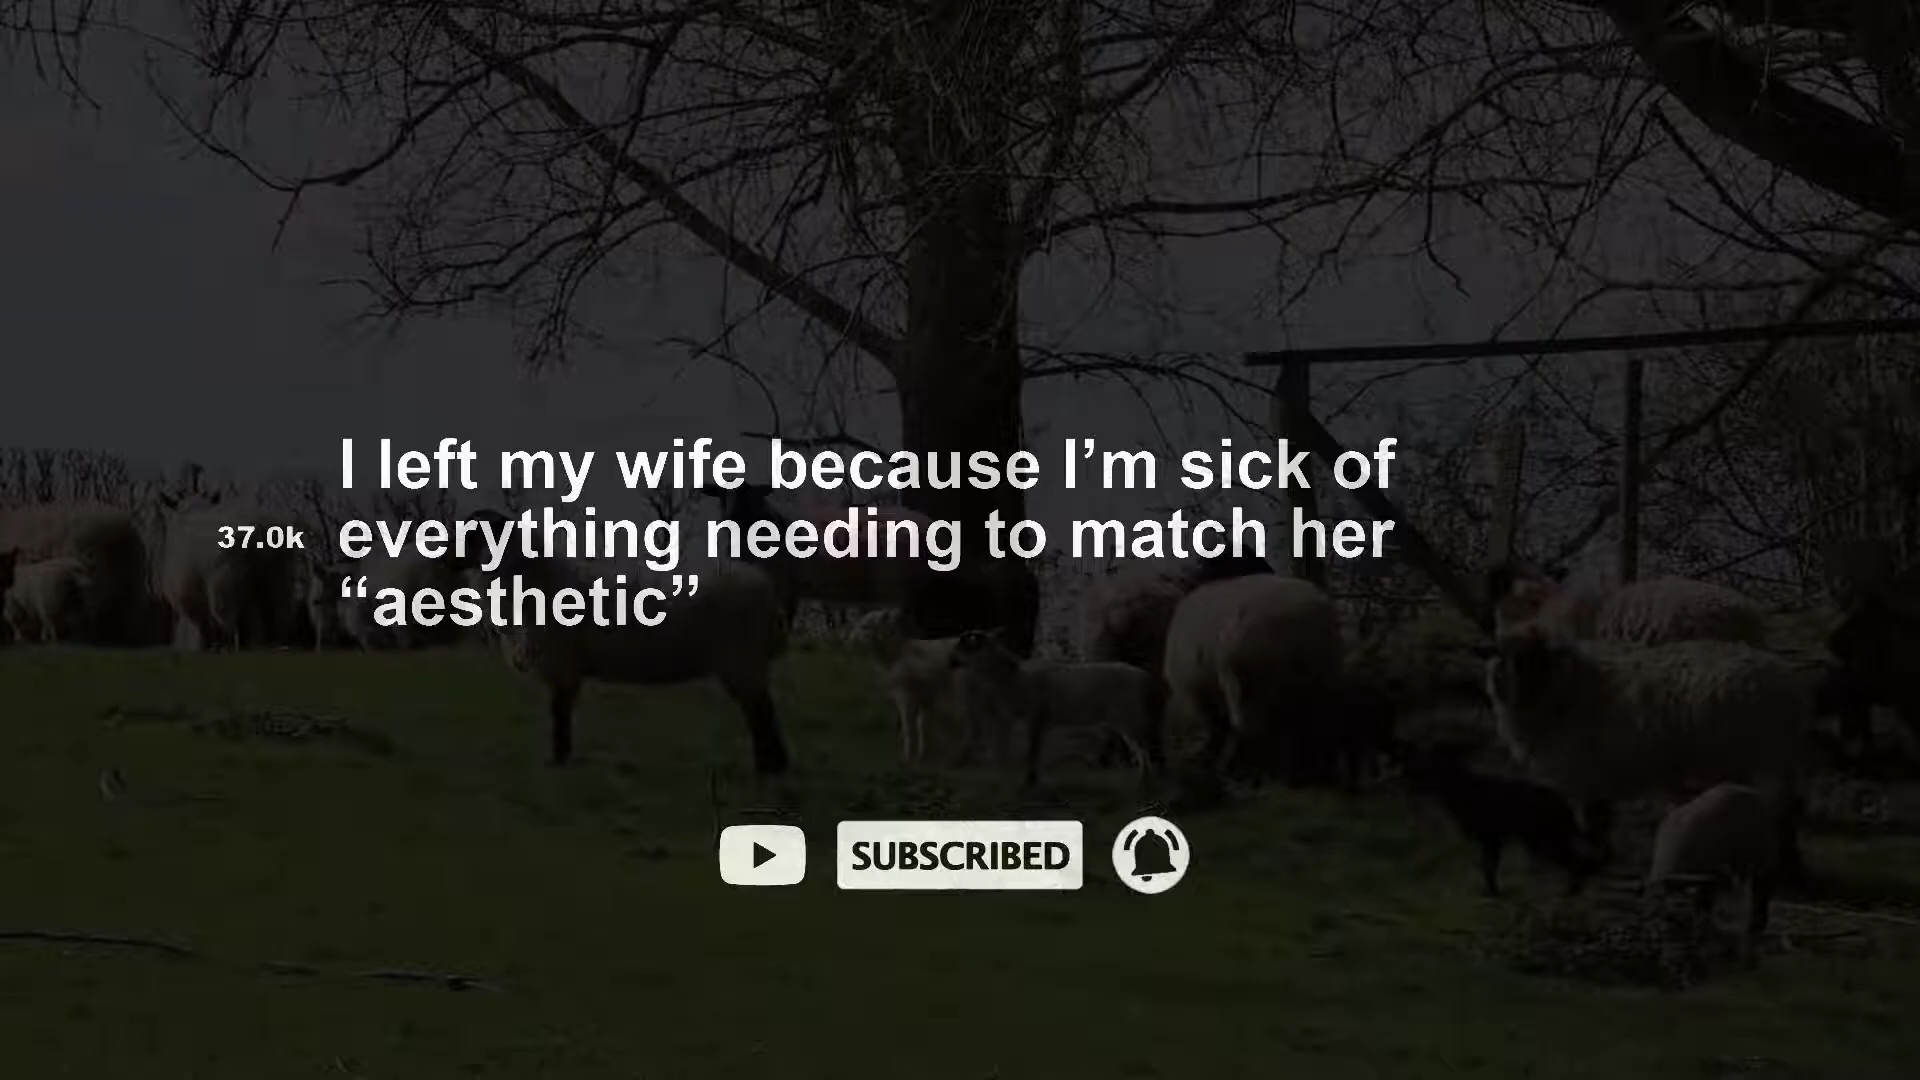 I left my wife because I’m sick of
37.0k everything needing to match her
“aesthetic”
SUBSCRIBED